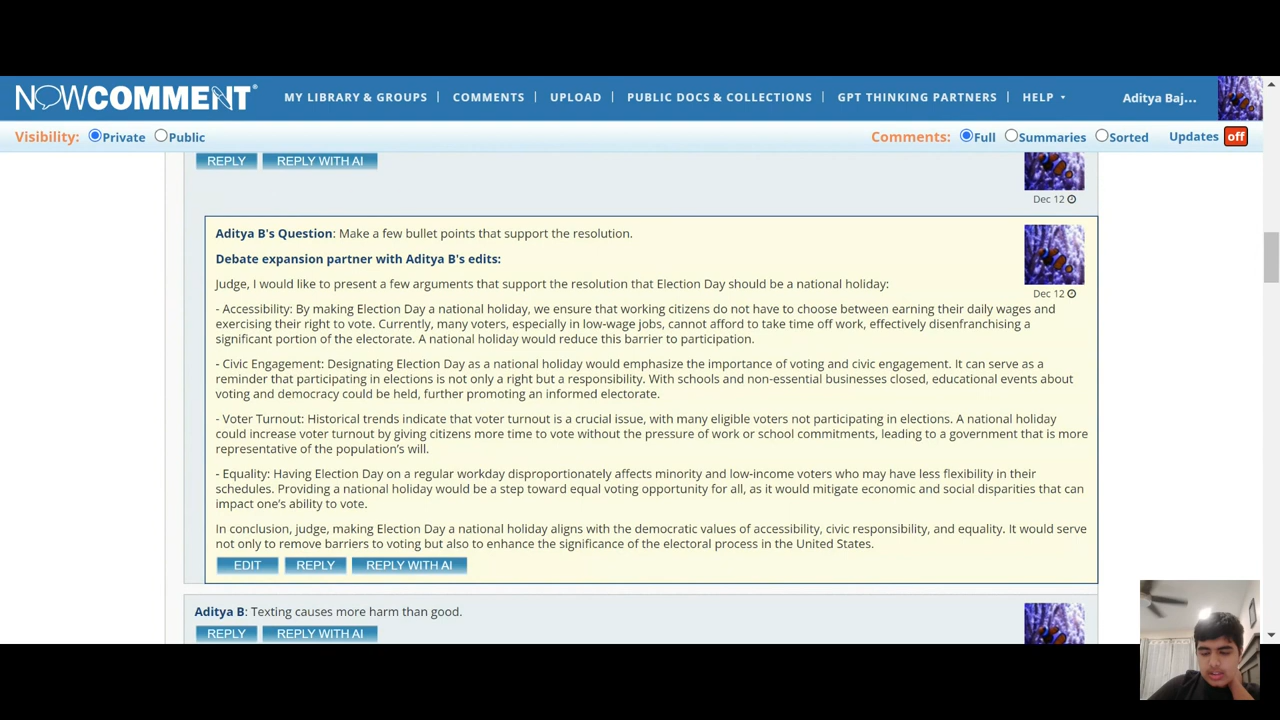 NOWCOMMENT®
MY LIBRARY & GROUPS | COMMENTS | UPLOAD | PUBLIC DOCS & COLLECTIONS | GPT THINKING PARTNERS | HELP
Aditya Baj...
Visibility: Private Public
Comments: Full Summaries Sorted Updates off
REPLY REPLY WITH AI
Dec 12
Aditya B's Question: Make a few bullet points that support the resolution.
Debate expansion partner with Aditya B's edits:
Judge, I would like to present a few arguments that support the resolution that Election Day should be a national holiday:
Dec 12
- Accessibility: By making Election Day a national holiday, we ensure that working citizens do not have to choose between earning their daily wages and
exercising their right to vote. Currently, many voters, especially in low-wage jobs, cannot afford to take time off work, effectively disenfranchising a
significant portion of the electorate. A national holiday would reduce this barrier to participation.
- Civic Engagement: Designating Election Day as a national holiday would emphasize the importance of voting and civic engagement. It can serve as a
reminder that participating in elections is not only a right but a responsibility. With schools and non-essential businesses closed, educational events about
voting and democracy could be held, further promoting an informed electorate.
- Voter Turnout: Historical trends indicate that voter turnout is a crucial issue, with many eligible voters not participating in elections. A national holiday
could increase voter turnout by giving citizens more time to vote without the pressure of work or school commitments, leading to a government that is more
representative of the population's will.
- Equality: Having Election Day on a regular workday disproportionately affects minority and low-income voters who may have less flexibility in their
schedules. Providing a national holiday would be a step toward equal voting opportunity for all, as it would mitigate economic and social disparities that can
impact one's ability to vote.
In conclusion, judge, making Election Day a national holiday aligns with the democratic values of accessibility, civic responsibility, and equality. It would serve
not only to remove barriers to voting but also to enhance the significance of the electoral process in the United States.
EDIT REPLY REPLY WITH AI
Aditya B: Texting causes more harm than good.
REPLY REPLY WITH AI